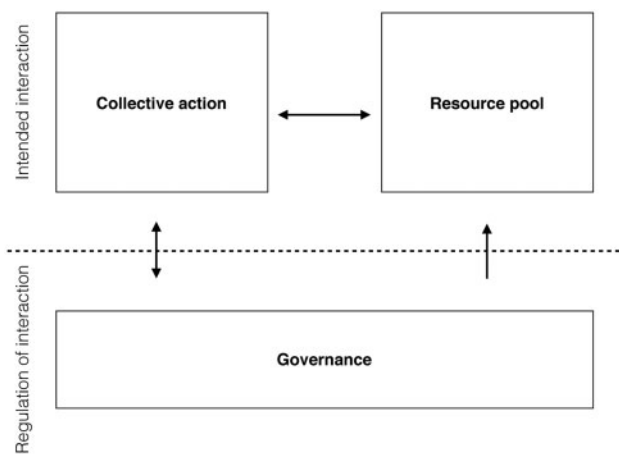 Intended interaction
Collective action
Resource pool
Regulation of interaction
Governance